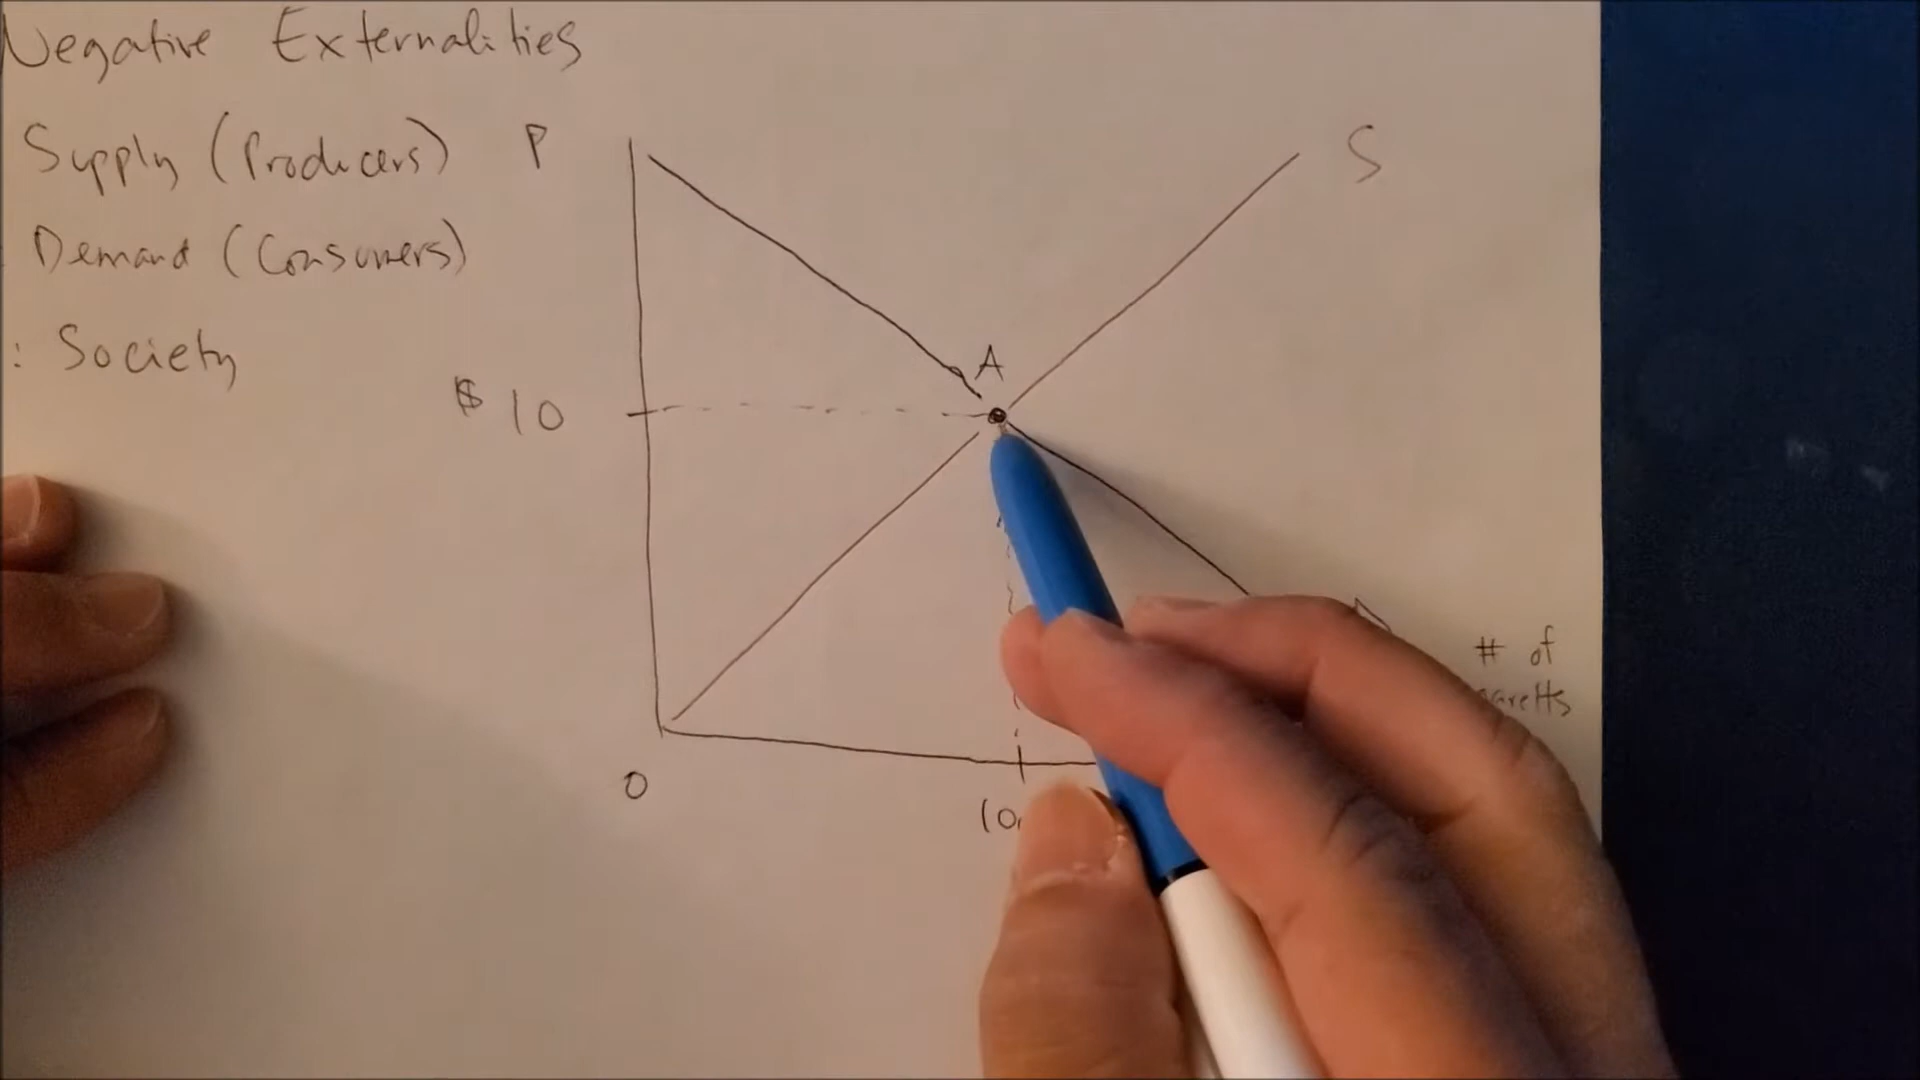 Negative Externalities
Supply (Producers)
Demand (Consumers)
: Society
P
S
A
$10
# of
0